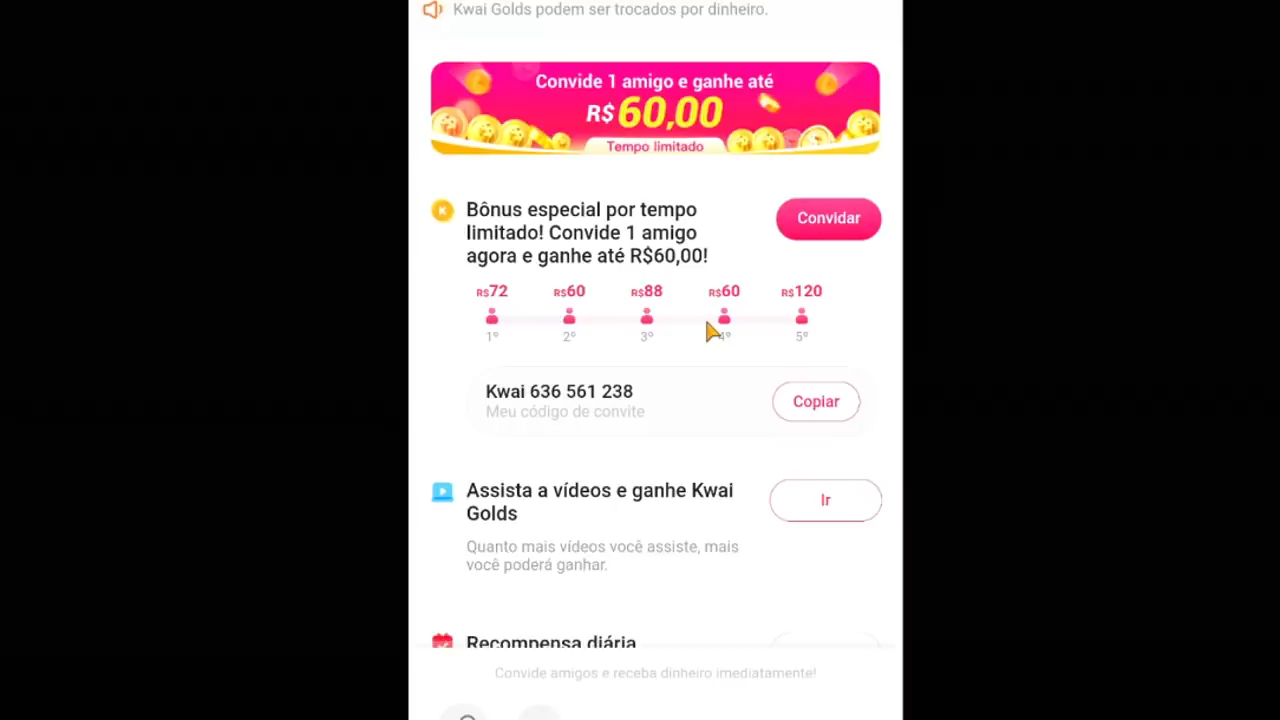 Kwai Golds podem ser trocados por dinheiro.
Convide 1 amigo e ganhe até
R$60,00
Tempo limitado
Bônus especial por tempo
limitado! Convide 1 amigo
agora e ganhe até R$60,00!
Convidar
R$72 R$60 R$88 R$60 R$120
1º 2º 3º 4º 5º
Kwai 636 561 238
Meu código de convite
Copiar
Assista a vídeos e ganhe Kwai
Golds
Ir
Quanto mais vídeos você assiste, mais
você poderá ganhar.
Recompensa diária
Convide amigos e receba dinheiro imediatamente!